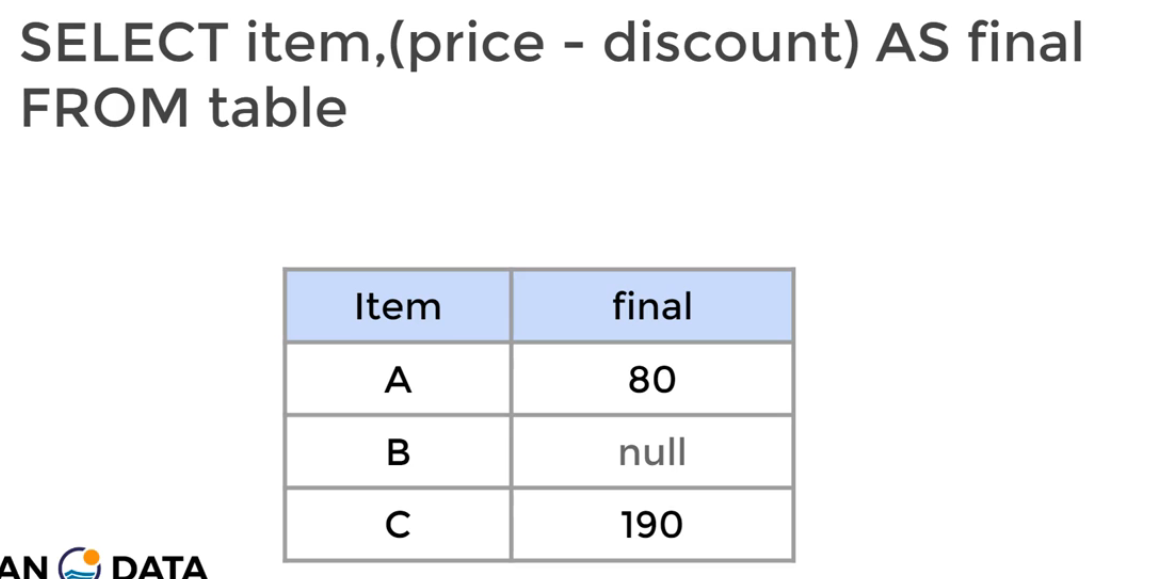 SELECT item,(price - discount) AS final
FROM table
Item final
A 80
B null
C 190
AN DATA